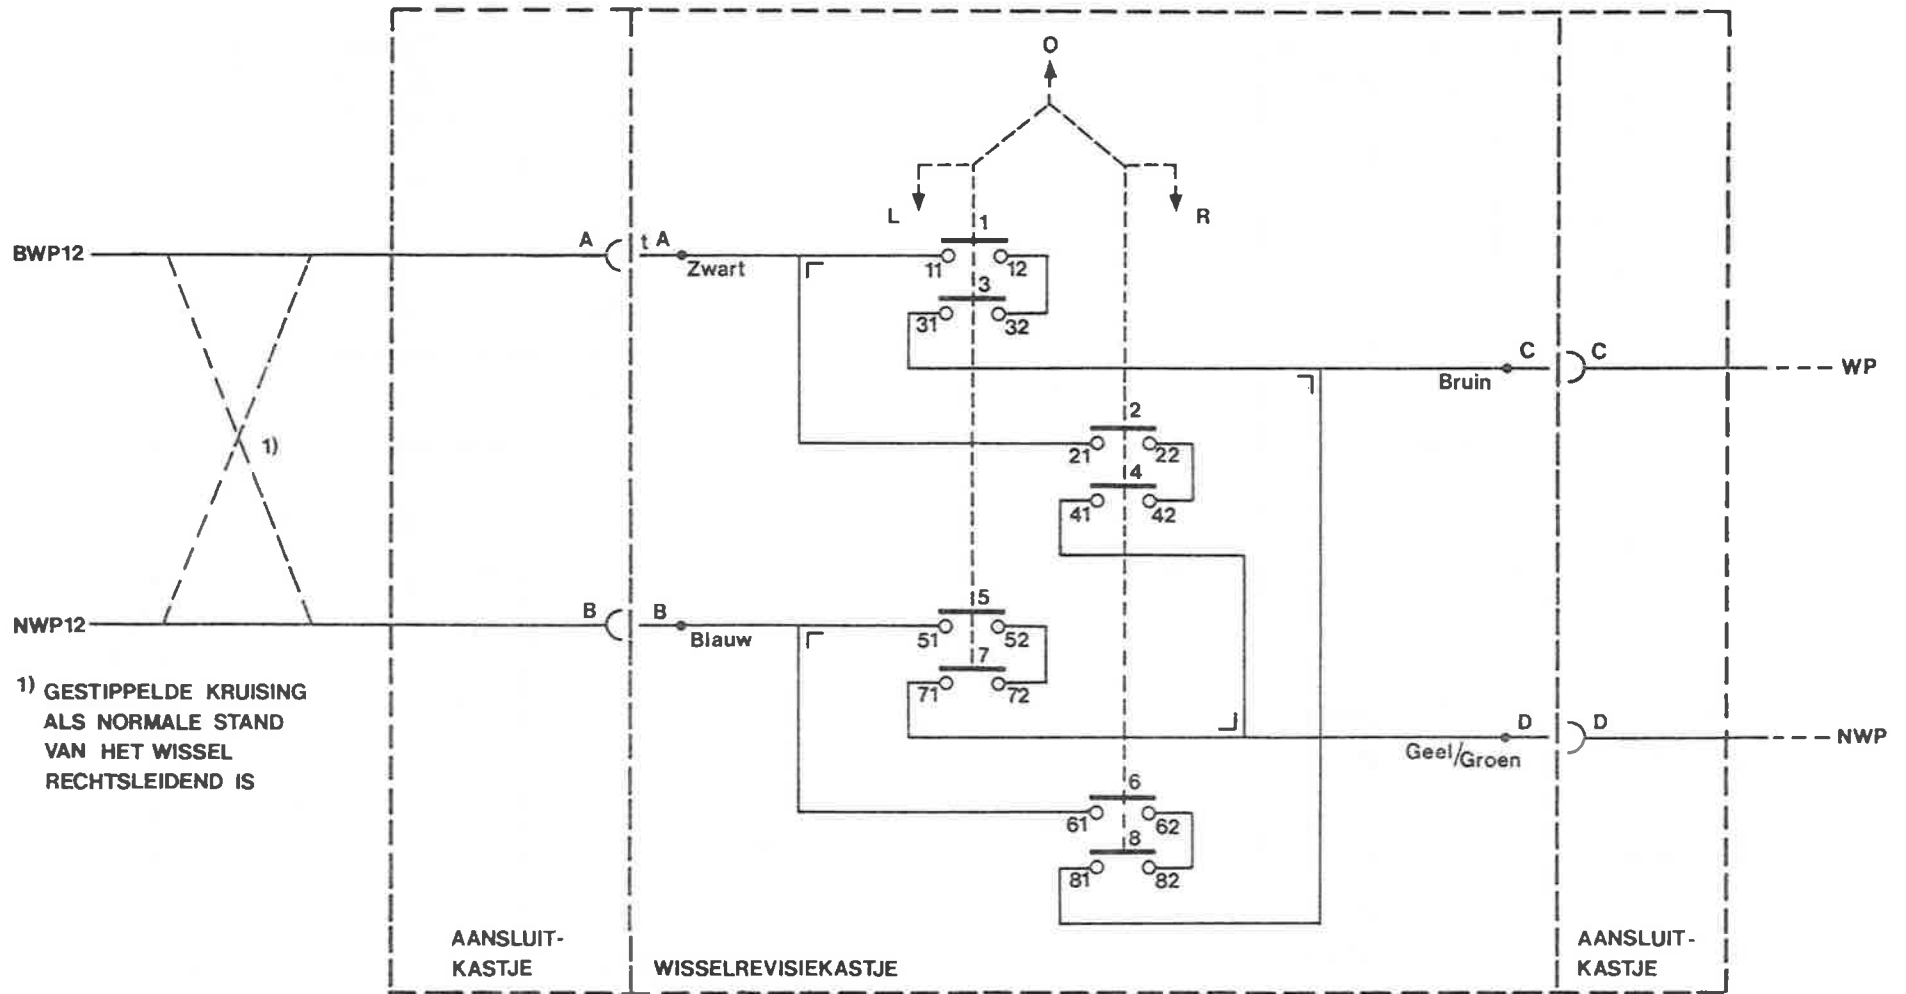 O
L
R
1
BWP12
A
t A
Zwart
11
12
3
31
32
C
C
WP
Bruin
2
1)
21
22
4
41
42
5
NWP12
B
B
Blauw
51
52
7
71
72
1) GESTIPPELDE KRUISING
ALS NORMALE STAND
VAN HET WISSEL
RECHTSLEIDEND IS
D
D
NWP
Geel/Groen
6
61
62
8
81
82
AANSLUIT-
KASTJE
WISSELREVISIEKASTJE
AANSLUIT-
KASTJE